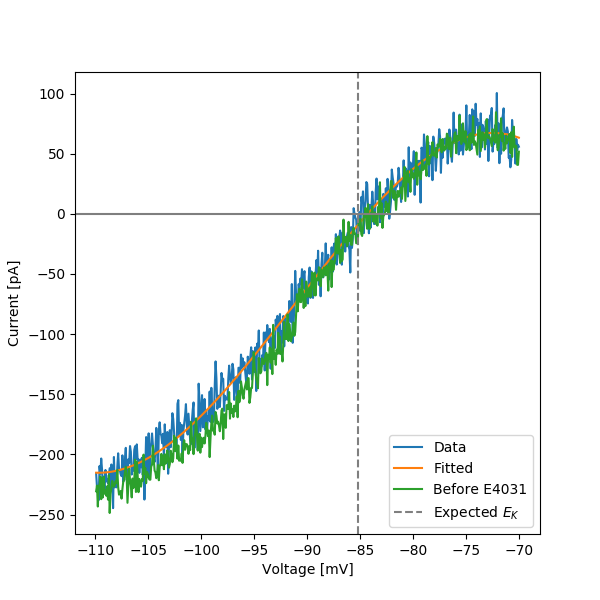 100
50
0
−50
−100
−150
−200
−250
Current [pA]
−110 −105 −100 −95 −90 −85 −80 −75 −70
Voltage [mV]
Data
Fitted
Before E4031
Expected E_K